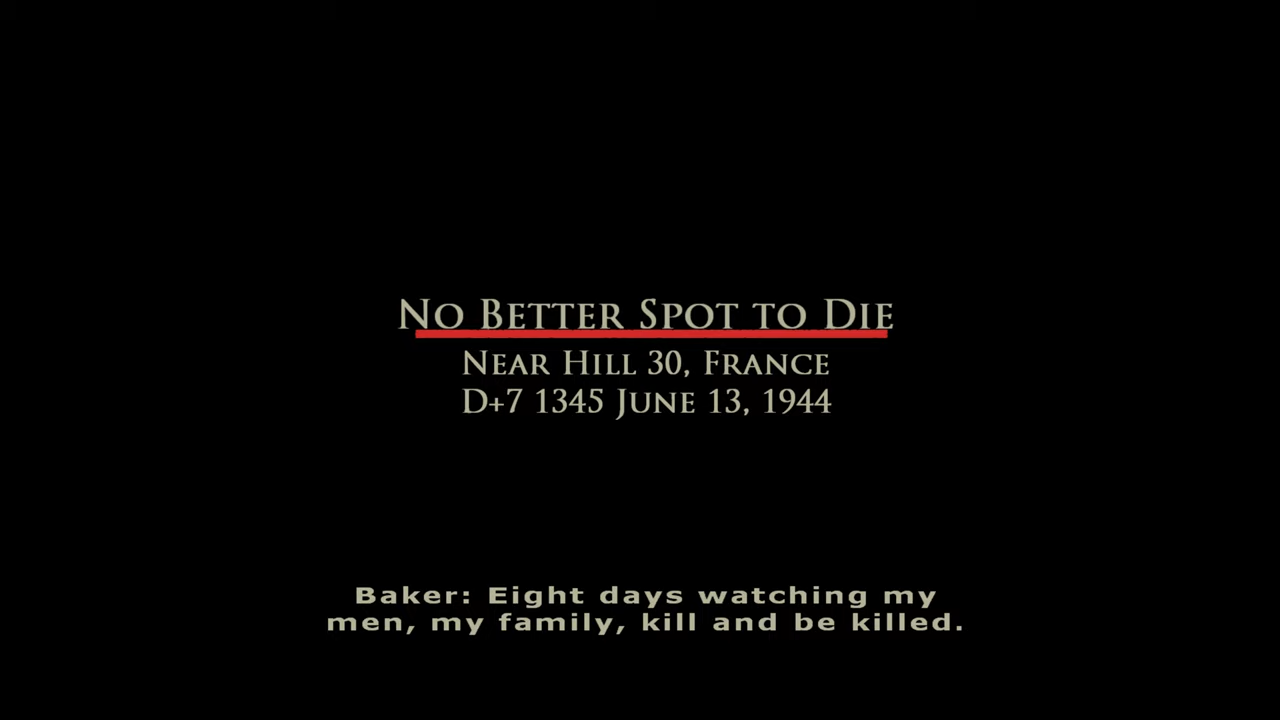 No Better Spot to Die
Near Hill 30, France
D+7 1345 June 13, 1944
Baker: Eight days watching my
men, my family, kill and be killed.